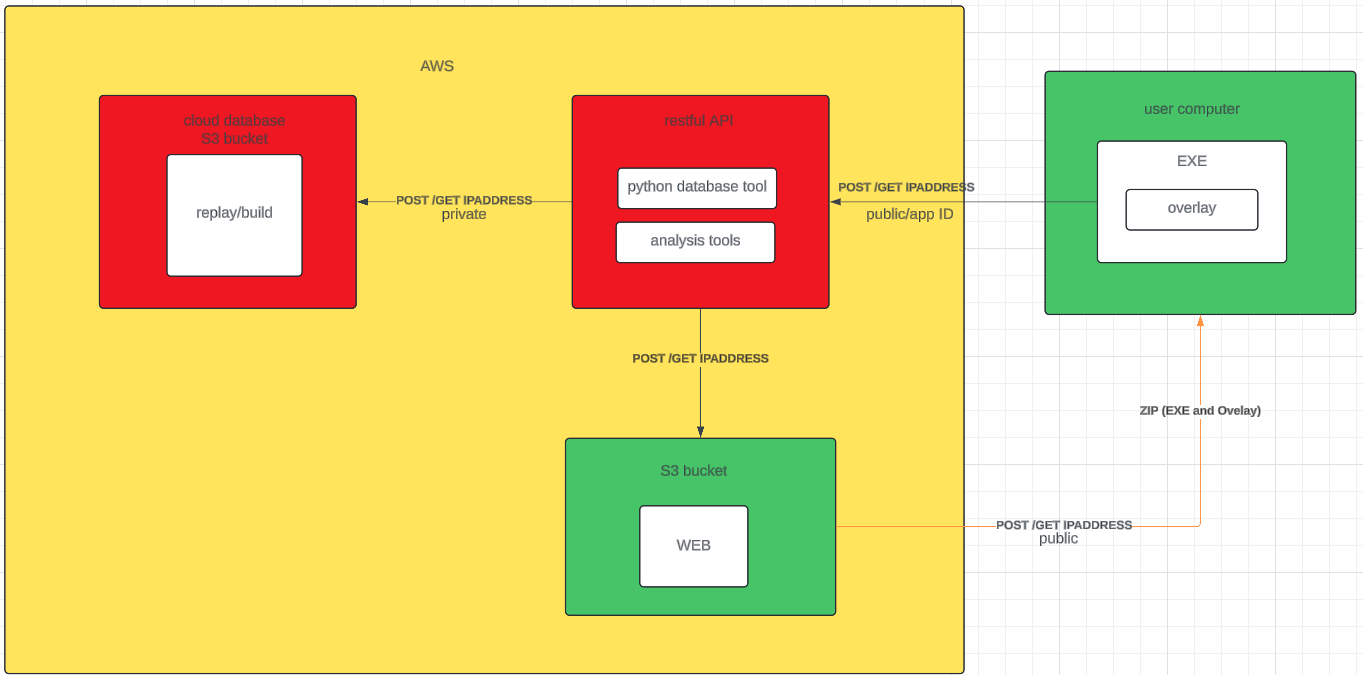 AWS
cloud database
S3 bucket
replay/build
POST /GET IPADDRESS
private
restful API
python database tool
analysis tools
POST /GET IPADDRESS
public/app ID
user computer
EXE
overlay
POST /GET IPADDRESS
ZIP (EXE and Ovelay)
S3 bucket
WEB
POST /GET IPADDRESS
public